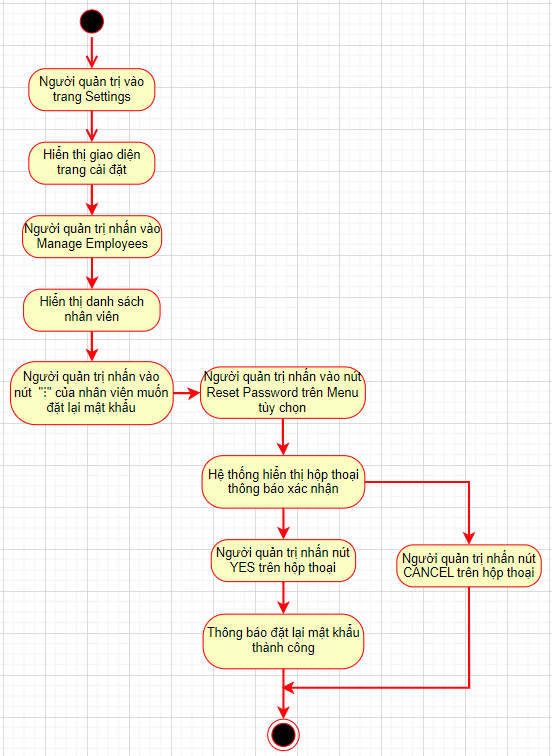 Người quản trị vào
trang Settings
Hiển thị giao diện
trang cài đặt
Người quản trị nhấn vào
Manage Employees
Hiển thị danh sách
nhân viên
Người quản trị nhấn vào
nút "⋮" của nhân viên muốn
đặt lại mật khẩu
Người quản trị nhấn vào nút
Reset Password trên Menu
tùy chọn
Hệ thống hiển thị hộp thoại
thông báo xác nhận
Người quản trị nhấn nút
YES trên hộp thoại
Người quản trị nhấn nút
CANCEL trên hộp thoại
Thông báo đặt lại mật khẩu
thành công